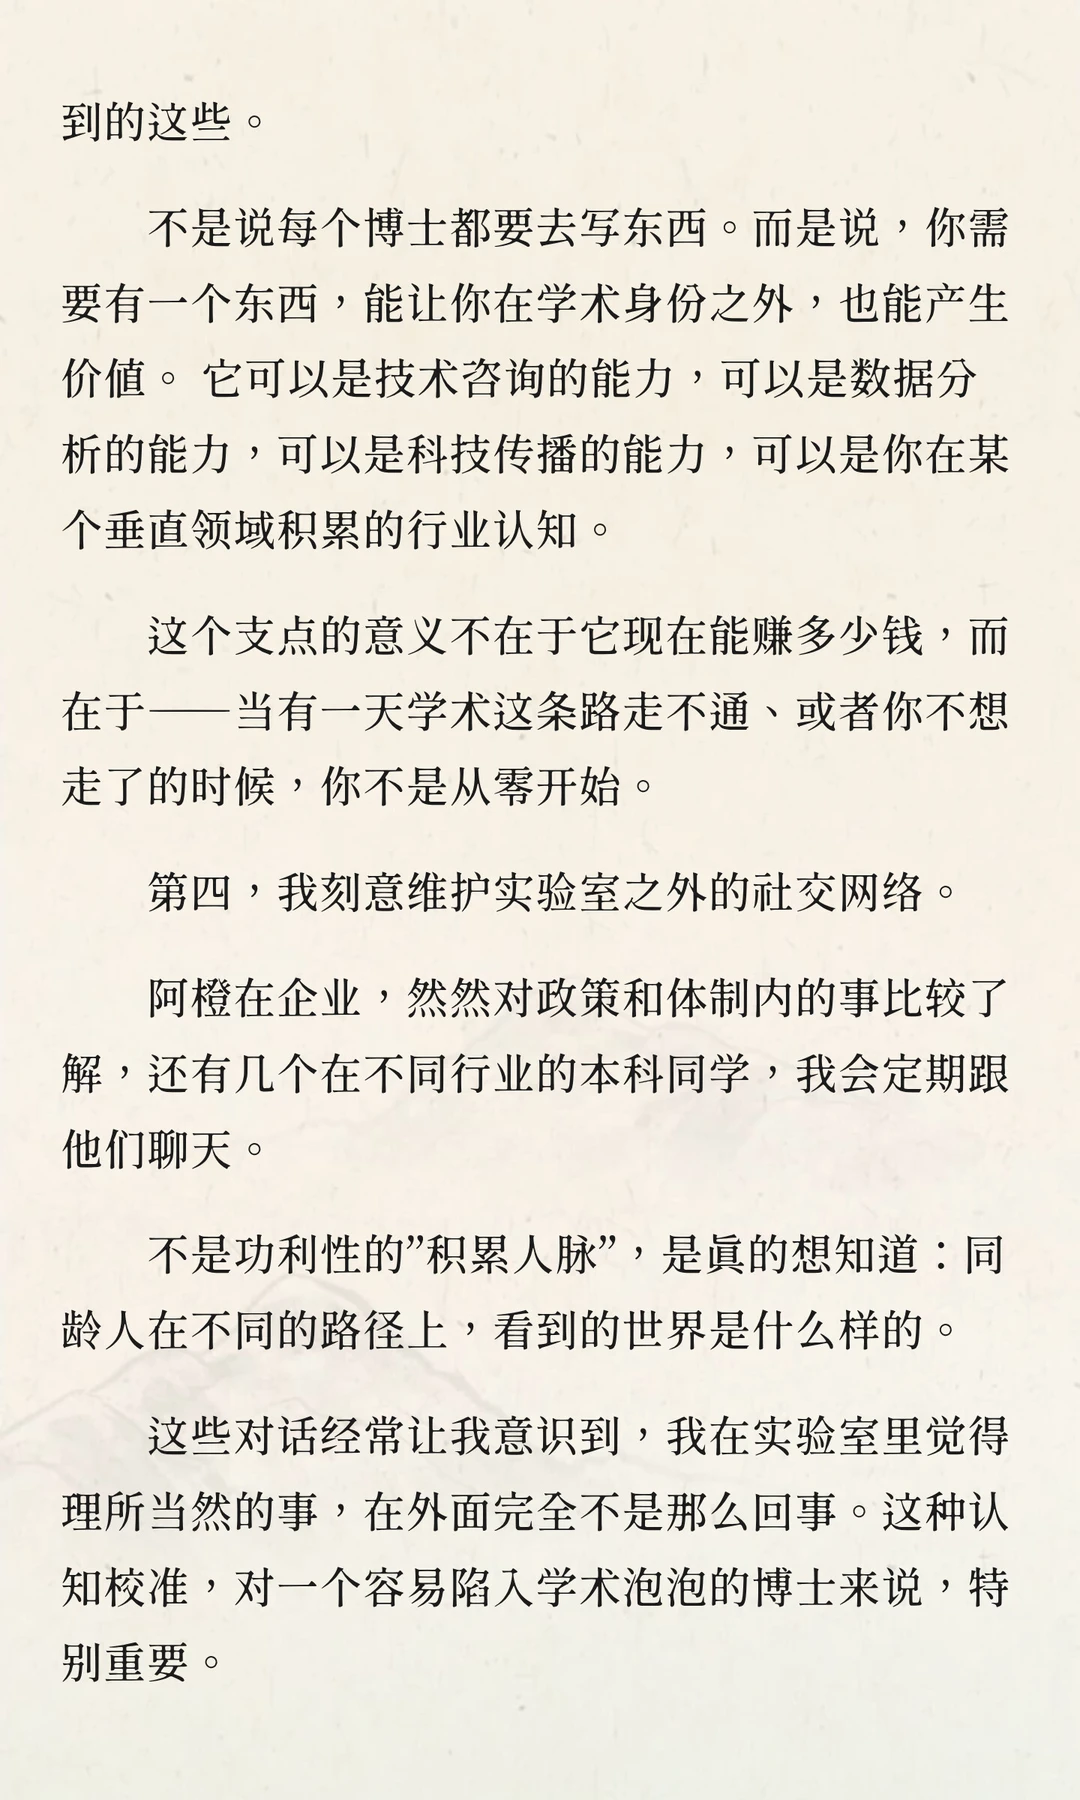 到的这些。
不是说每个博士都要去写东西。而是说，你需
要有一个东西，能让你在学术身份之外，也能产生
价値。 它可以是技术咨询的能力，可以是数据分
析的能力，可以是科技传播的能力，可以是你在某
个垂直领域积累的行业认知。
这个支点的意义不在于它现在能赚多少钱，而
在于——当有一天学术这条路走不通、或者你不想
走了的时候，你不是从零开始。
第四，我刻意维护实验室之外的社交网络。
阿橙在企业，然然对政策和体制内的事比较了
解，还有几个在不同行业的本科同学，我会定期跟
他们聊天。
不是功利性的”积累人脉”，是眞的想知道：同
龄人在不同的路径上，看到的世界是什么样的。
这些对话经常让我意识到，我在实验室里觉得
理所当然的事，在外面完全不是那么回事。这种认
知校准，对一个容易陷入学术泡泡的博士来说，特
别重要。